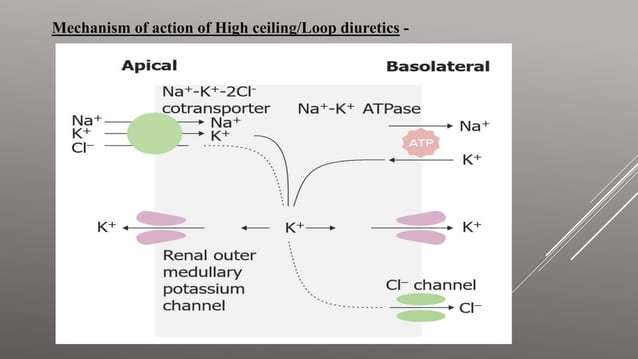 Mechanism of action of High ceiling/Loop diuretics -
Apical
Basolateral
Na⁺-K⁺-2Cl⁻
cotransporter
Na⁺-K⁺ ATPase
Na⁺
Na⁺
Na⁺
K⁺
K⁺
Cl⁻
ATP
K⁺
K⁺
K⁺
K⁺
Renal outer
medullary
potassium
channel
Cl⁻ channel
Cl⁻